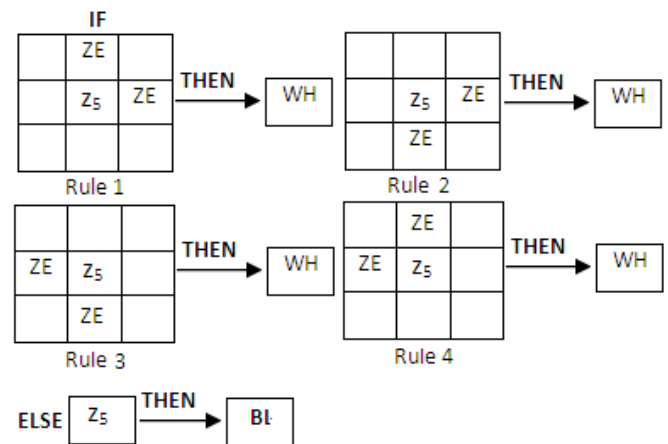 IF
ZE
Z5 ZE
THEN
WH
Rule 1
Z5 ZE
ZE
THEN
WH
Rule 2
ZE Z5
ZE
THEN
WH
Rule 3
ZE
ZE Z5
THEN
WH
Rule 4
ELSE Z5 THEN BL